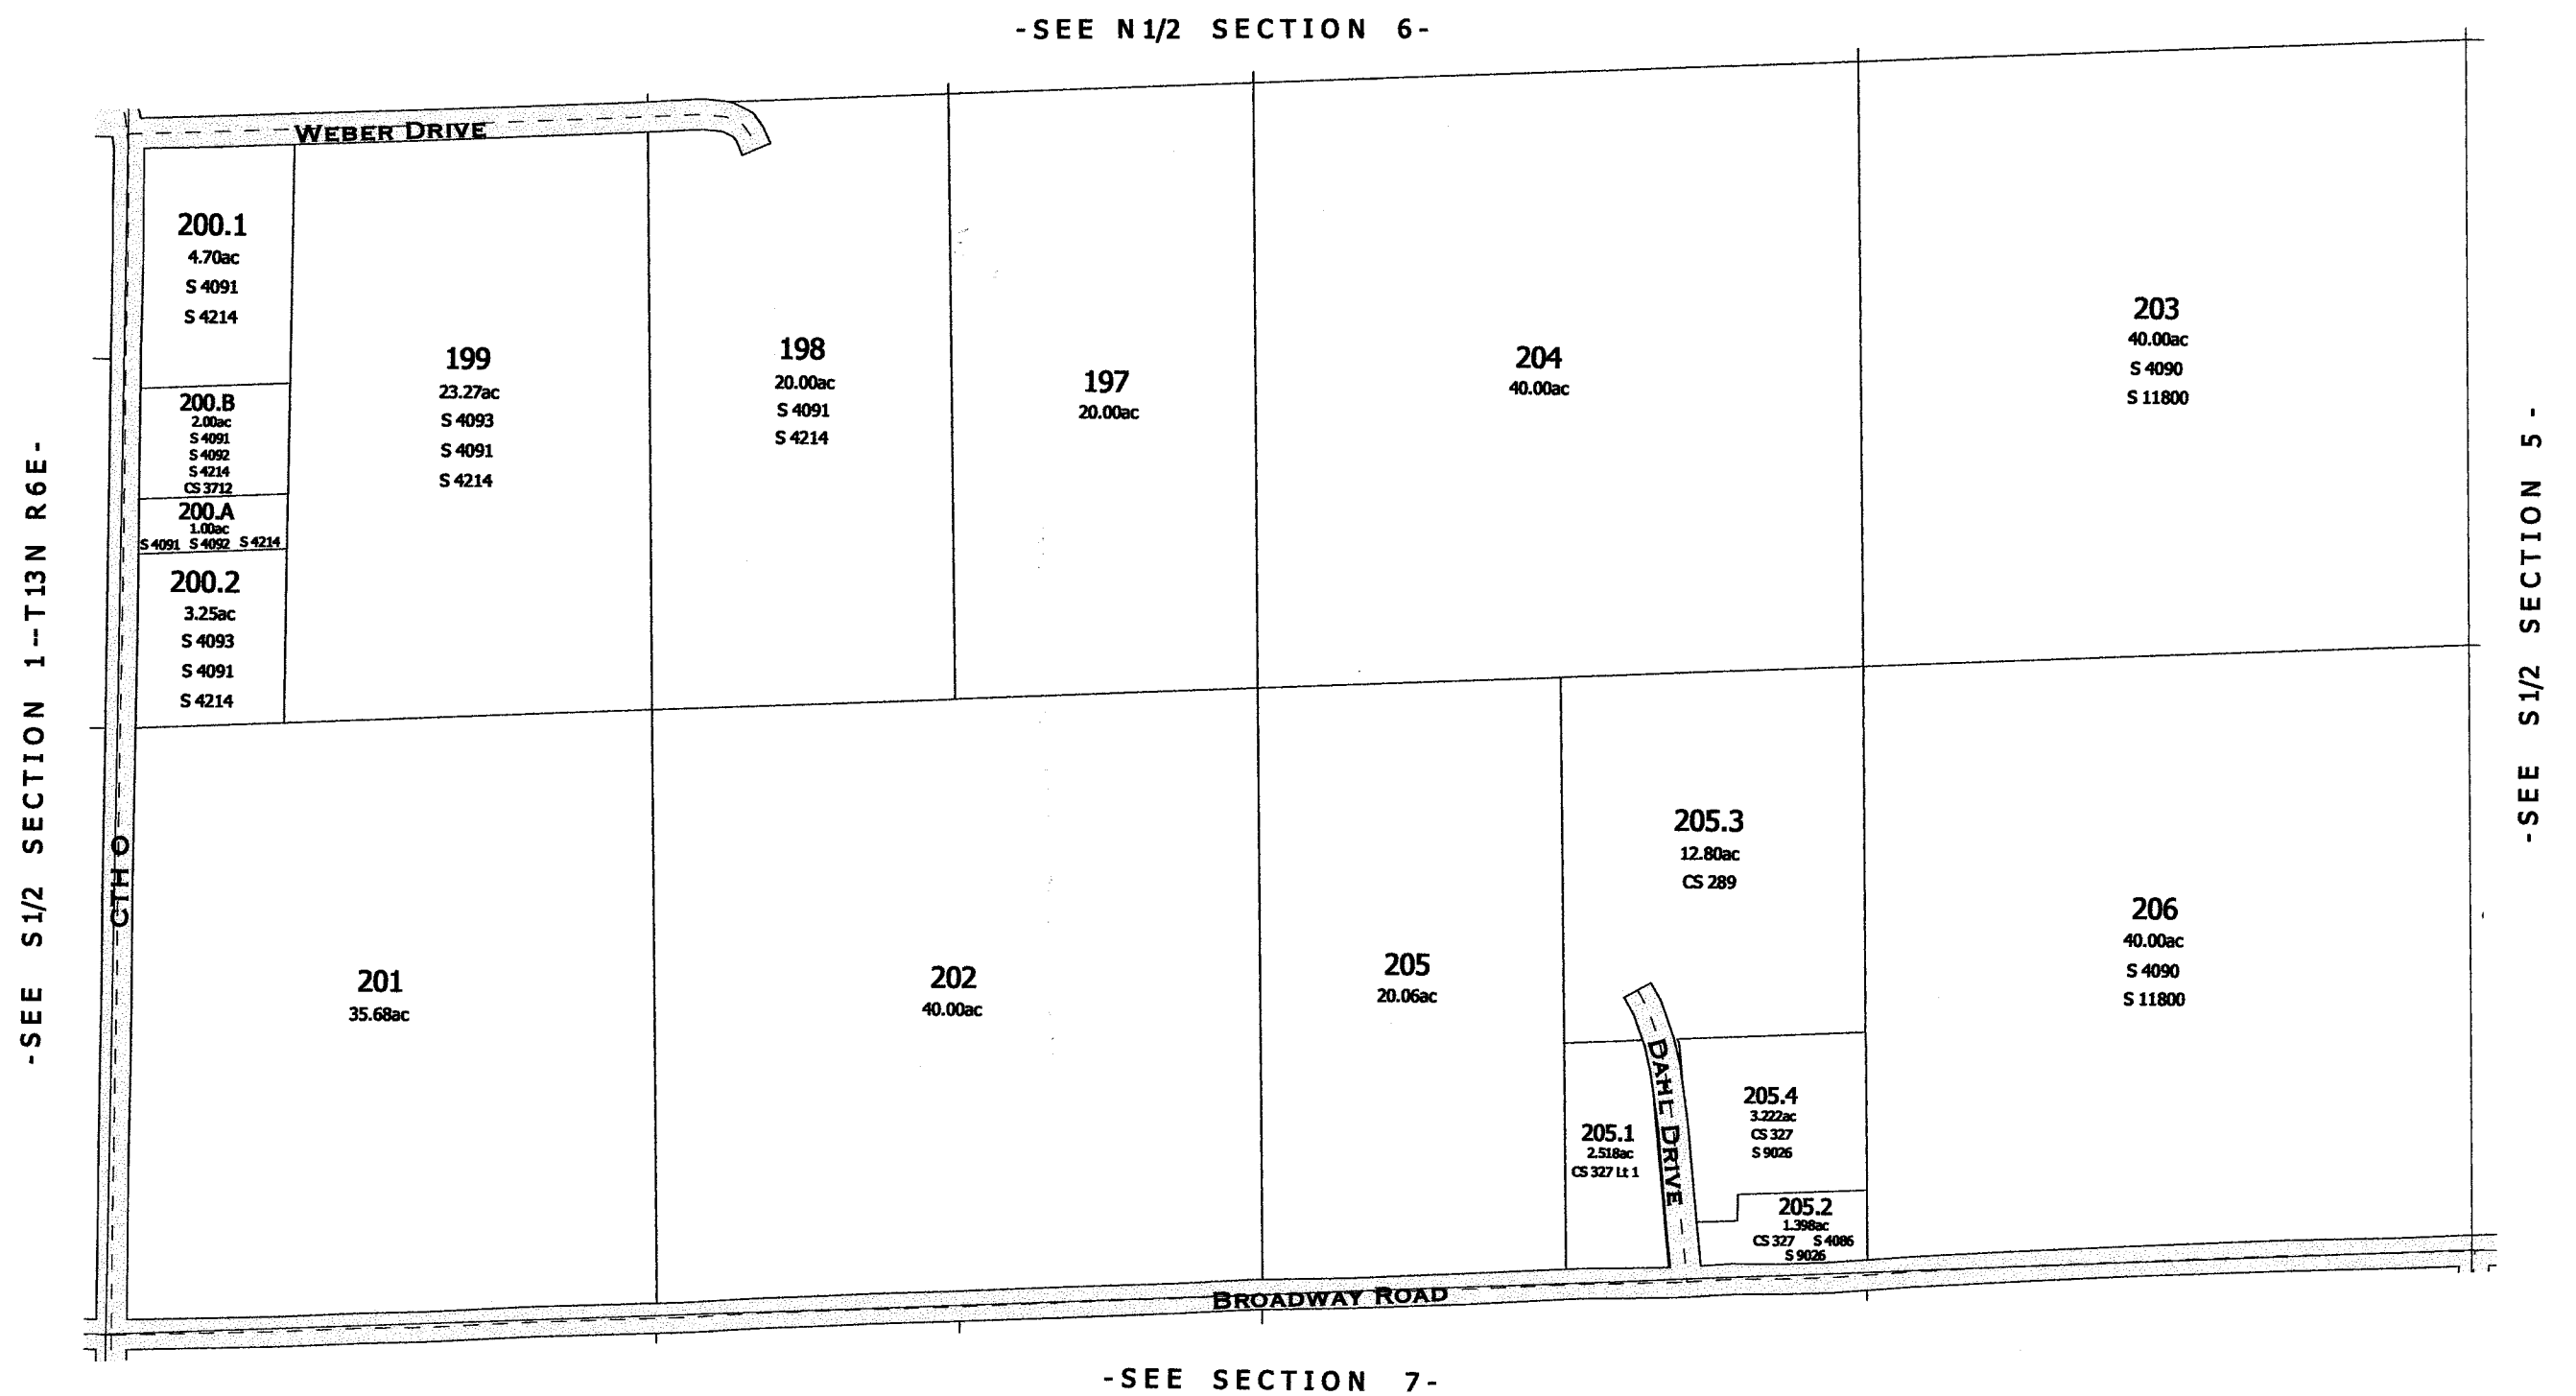 -SEE N 1/2 SECTION 6-
WEBER DRIVE
200.1
4.70ac
S 4091
S 4214
200.B
2.00ac
S 4091
S 4092
S 4214
CS 3712
200.A
1.00ac
S 4091 S 4092 S 4214
200.2
3.25ac
S 4093
S 4091
S 4214
199
23.27ac
S 4093
S 4091
S 4214
198
20.00ac
S 4091
S 4214
197
20.00ac
204
40.00ac
203
40.00ac
S 4090
S 11800
-SEE S 1/2 SECTION 1--T13N R6E-
-SEE S 1/2 SECTION 5-
CTH O
201
35.68ac
202
40.00ac
205
20.06ac
205.3
12.80ac
CS 289
206
40.00ac
S 4090
S 11800
DAHL DRIVE
205.1
2.518ac
CS 327 Lt 1
205.4
3.222ac
CS 327
S 9026
205.2
1.398ac
CS 327 S 4086
S 9026
BROADWAY ROAD
-SEE SECTION 7-